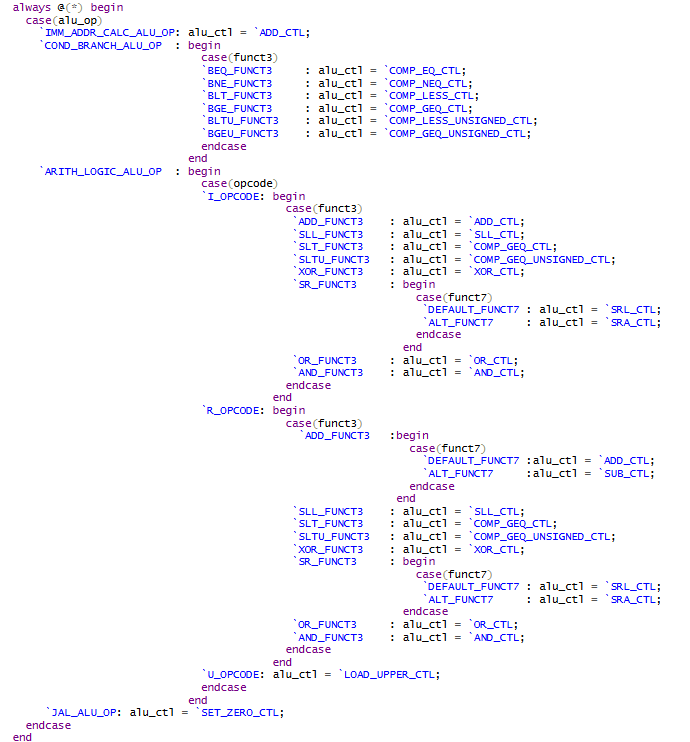 always @(*) begin
  case(alu_op)
    `IMM_ADDR_CALC_ALU_OP: alu_ctl = `ADD_CTL;
    `COND_BRANCH_ALU_OP  : begin
                             case(funct3)
                             `BEQ_FUNCT3     : alu_ctl = `COMP_EQ_CTL;
                             `BNE_FUNCT3     : alu_ctl = `COMP_NEQ_CTL;
                             `BLT_FUNCT3     : alu_ctl = `COMP_LESS_CTL;
                             `BGE_FUNCT3     : alu_ctl = `COMP_GEQ_CTL;
                             `BLTU_FUNCT3    : alu_ctl = `COMP_LESS_UNSIGNED_CTL;
                             `BGEU_FUNCT3    : alu_ctl = `COMP_GEQ_UNSIGNED_CTL;
                             endcase
                           end
    `ARITH_LOGIC_ALU_OP  : begin
                             case(opcode)
                             `I_OPCODE: begin
                                          case(funct3)
                                           `ADD_FUNCT3    : alu_ctl = `ADD_CTL;
                                           `SLL_FUNCT3    : alu_ctl = `SLL_CTL;
                                           `SLT_FUNCT3    : alu_ctl = `COMP_GEQ_CTL;
                                           `SLTU_FUNCT3   : alu_ctl = `COMP_GEQ_UNSIGNED_CTL;
                                           `XOR_FUNCT3    : alu_ctl = `XOR_CTL;
                                           `SR_FUNCT3     : begin
                                                              case(funct7)
                                                               `DEFAULT_FUNCT7 : alu_ctl = `SRL_CTL;
                                                               `ALT_FUNCT7     : alu_ctl = `SRA_CTL;
                                                              endcase
                                                            end
                                           `OR_FUNCT3     : alu_ctl = `OR_CTL;
                                           `AND_FUNCT3    : alu_ctl = `AND_CTL;
                                          endcase
                                        end
                             `R_OPCODE: begin
                                          case(funct3)
                                            `ADD_FUNCT3   :begin
                                                             case(funct7)
                                                               `DEFAULT_FUNCT7 :alu_ctl = `ADD_CTL;
                                                               `ALT_FUNCT7     :alu_ctl = `SUB_CTL;
                                                             endcase
                                                           end
                                           `SLL_FUNCT3    : alu_ctl = `SLL_CTL;
                                           `SLT_FUNCT3    : alu_ctl = `COMP_GEQ_CTL;
                                           `SLTU_FUNCT3   : alu_ctl = `COMP_GEQ_UNSIGNED_CTL;
                                           `XOR_FUNCT3    : alu_ctl = `XOR_CTL;
                                           `SR_FUNCT3     : begin
                                                              case(funct7)
                                                               `DEFAULT_FUNCT7 : alu_ctl = `SRL_CTL;
                                                               `ALT_FUNCT7     : alu_ctl = `SRA_CTL;
                                                            endcase
                                                            end
                                           `OR_FUNCT3     : alu_ctl = `OR_CTL;
                                           `AND_FUNCT3    : alu_ctl = `AND_CTL;
                                          endcase
                                        end
                             `U_OPCODE: alu_ctl = `LOAD_UPPER_CTL;
                             endcase
                           end
     `JAL_ALU_OP: alu_ctl = `SET_ZERO_CTL;
  endcase
end